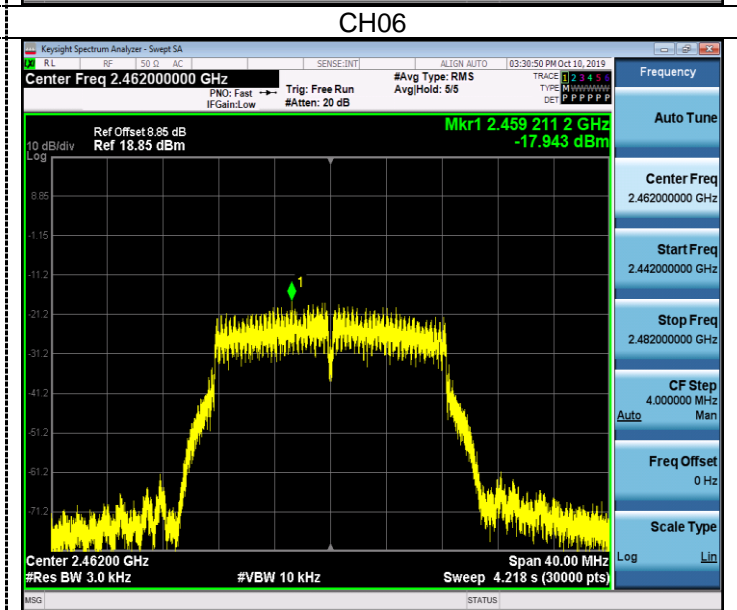 CH06
Keysight Spectrum Analyzer - Swept SA
RL RF 50 Ω AC SENSE:INT ALIGN AUTO 03:30:50 PM Oct 10, 2019
Center Freq 2.462000000 GHz
PNO: Fast
IFGain:Low
Trig: Free Run
#Atten: 20 dB
#Avg Type: RMS
Avg|Hold: 5/5
TRACE 1 2 3 4 5 6
TYPE M W W W W W
DET P P P P P P
Frequency
Ref Offset 8.85 dB
10 dB/div Ref 18.85 dBm
Log
Mkr1 2.459 211 2 GHz
-17.943 dBm
8.85
-1.15
-11.2
-21.2
-31.2
-41.2
-51.2
-61.2
-71.2
1
Center 2.46200 GHz Span 40.00 MHz
#Res BW 3.0 kHz #VBW 10 kHz Sweep 4.218 s (30000 pts)
MSG STATUS
Auto Tune
Center Freq
2.462000000 GHz
Start Freq
2.442000000 GHz
Stop Freq
2.482000000 GHz
CF Step
4.000000 MHz
Auto Man
Freq Offset
0 Hz
Scale Type
Log Lin